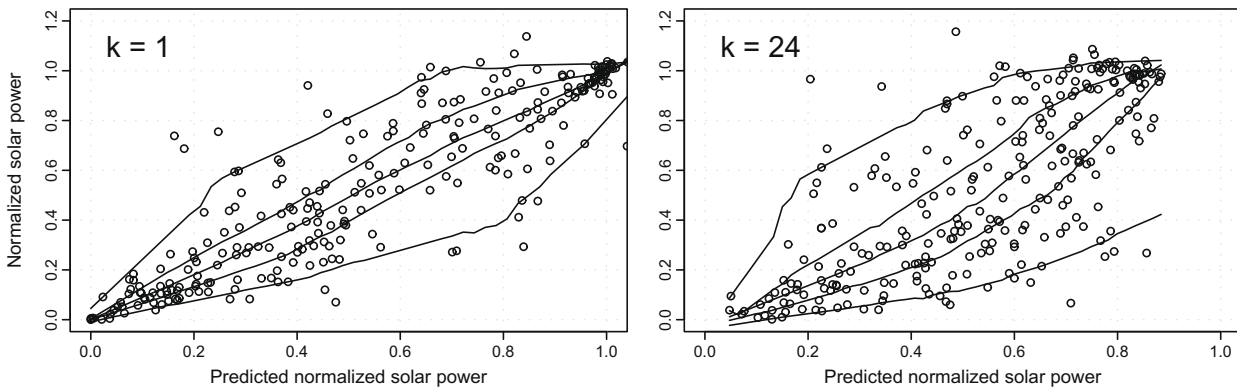 k = 1
k = 24
Normalized solar power
0.0 0.2 0.4 0.6 0.8 1.0 1.2
0.0 0.2 0.4 0.6 0.8 1.0 1.2
0.0 0.2 0.4 0.6 0.8 1.0
0.0 0.2 0.4 0.6 0.8 1.0
Predicted normalized solar power
Predicted normalized solar power